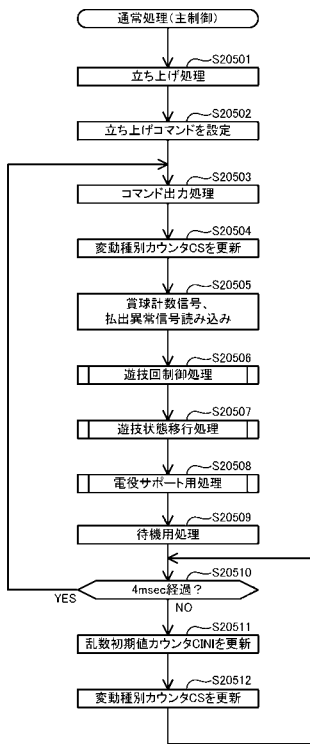 通常処理(主制御)
S20501
立ち上げ処理
S20502
立ち上げコマンドを設定
S20503
コマンド出力処理
S20504
変動種別カウンタCSを更新
S20505
賞球計数信号、
払出異常信号読み込み
S20506
遊技回制御処理
S20507
遊技状態移行処理
S20508
電役サポート用処理
S20509
待機用処理
S20510
4msec経過?
YES
NO
S20511
乱数初期値カウンタCINIを更新
S20512
変動種別カウンタCSを更新